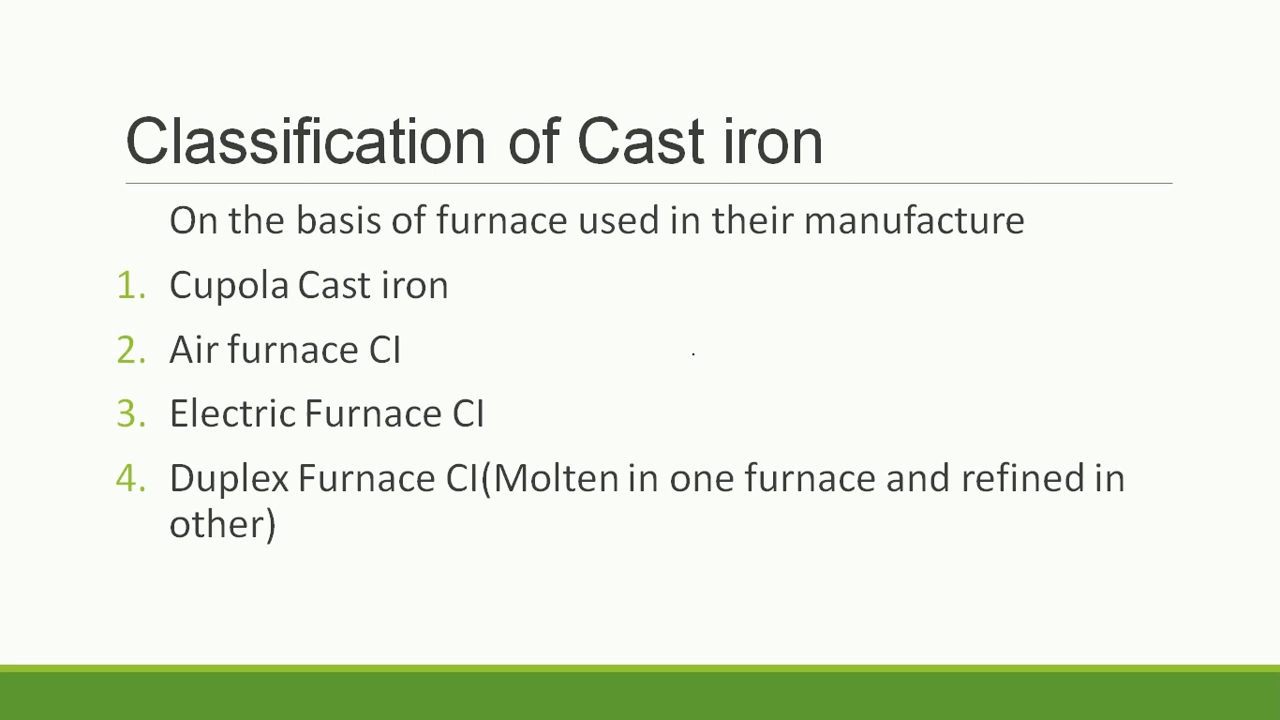 Classification of Cast iron
On the basis of furnace used in their manufacture
1. Cupola Cast iron
2. Air furnace CI
3. Electric Furnace CI
4. Duplex Furnace CI(Molten in one furnace and refined in
other)